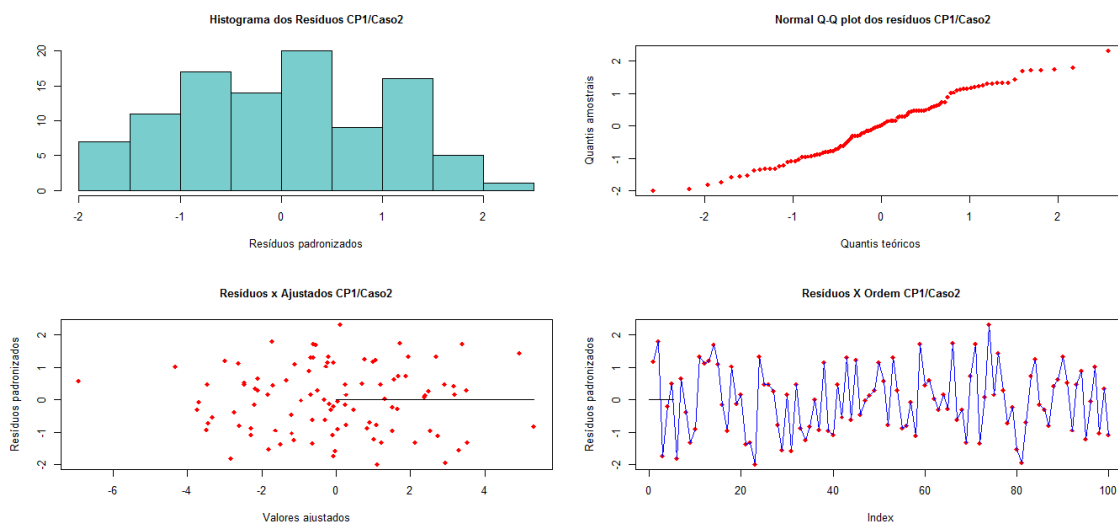 Histograma dos Resíduos CP1/Caso2
20
15
10
5
0
-2 -1 0 1 2
Resíduos padronizados
Normal Q-Q plot dos resíduos CP1/Caso2
Quantis amostrais
2
1
0
-1
-2
-2 -1 0 1 2
Quantis teóricos
Resíduos x Ajustados CP1/Caso2
Resíduos padronizados
2
1
0
-1
-2
-6 -4 -2 0 2 4
Valores ajustados
Resíduos X Ordem CP1/Caso2
Resíduos padronizados
2
1
0
-1
-2
0 20 40 60 80 100
Index